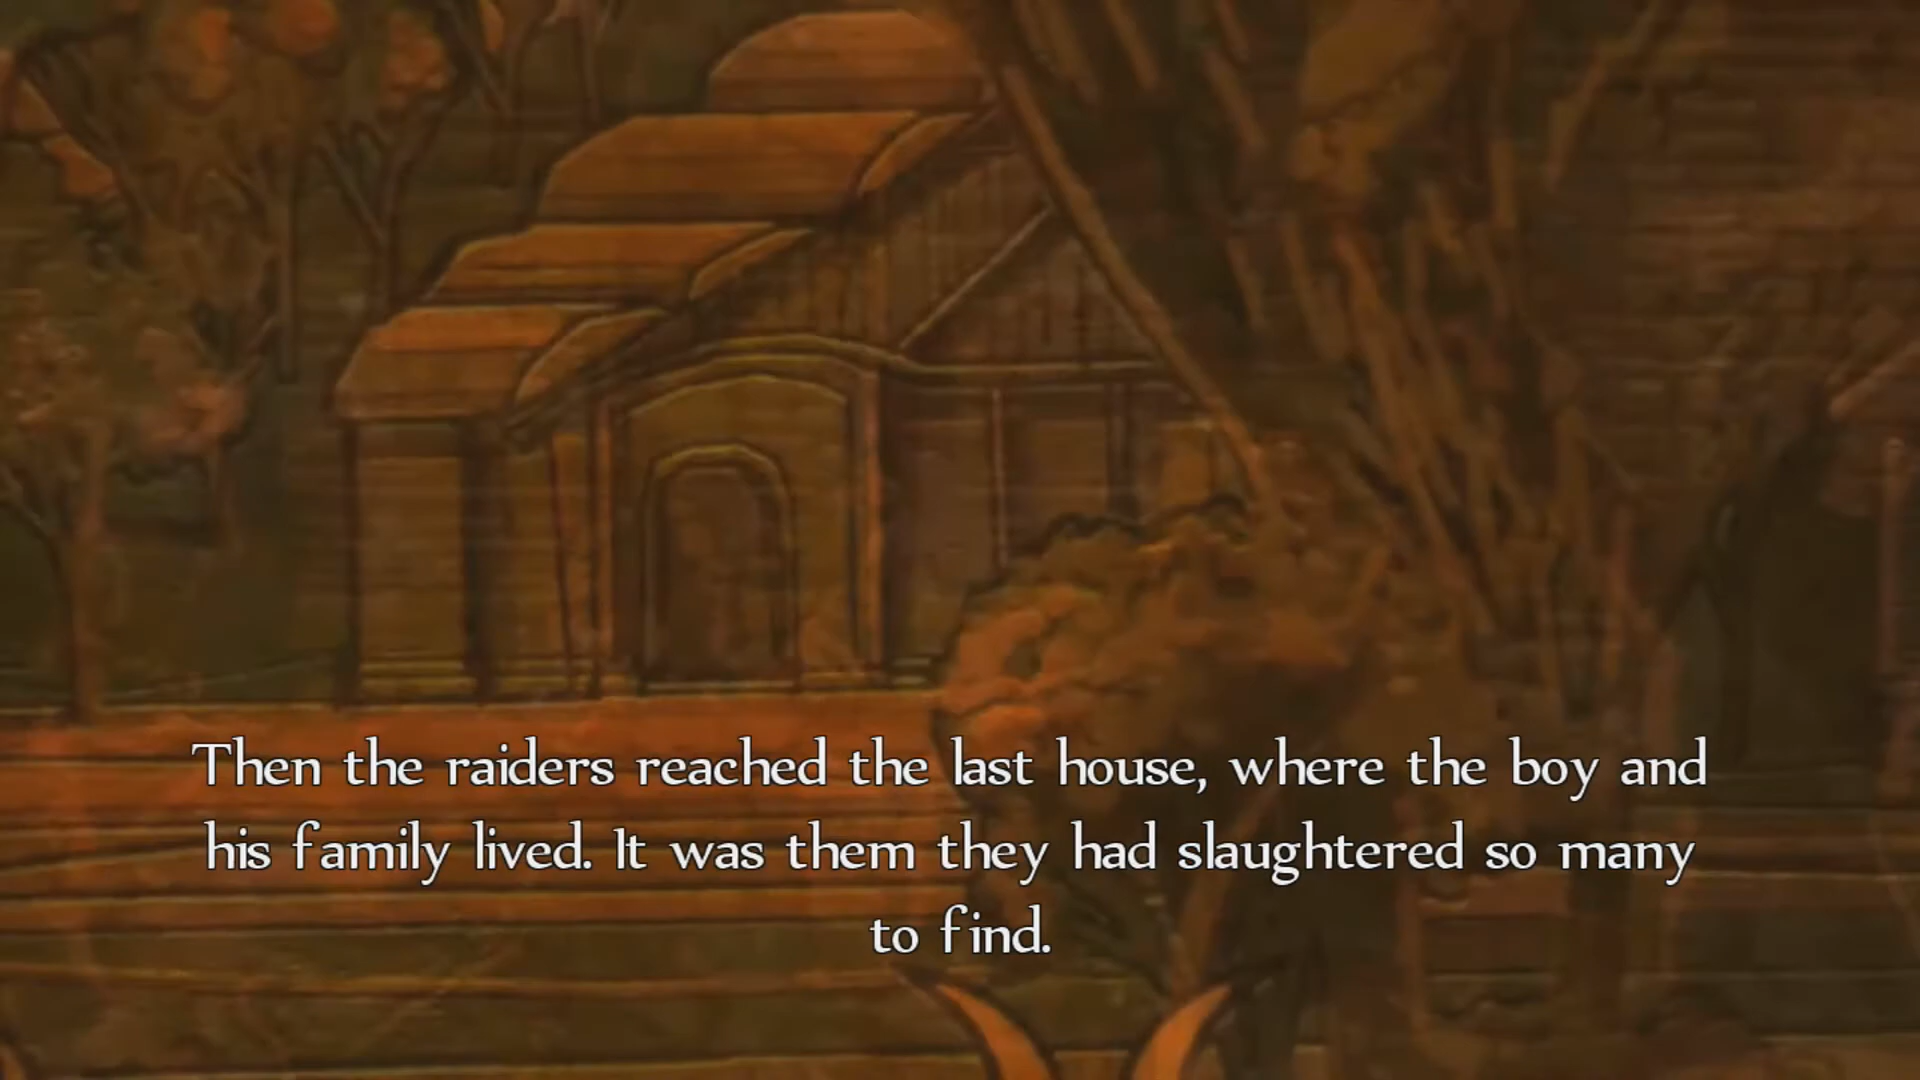 Then the raiders reached the last house, where the boy and
his family lived. It was them they had slaughtered so many
to find.